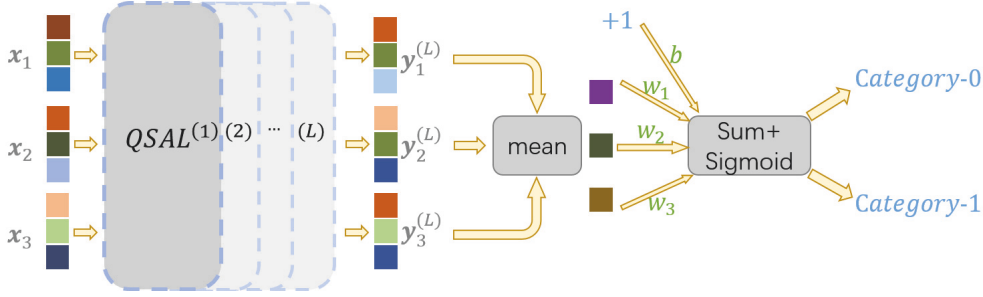 x₁
x₂
x₃
QSAL⁽¹⁾ (2) ··· (L)
y₁⁽ᴸ⁾
y₂⁽ᴸ⁾
y₃⁽ᴸ⁾
mean
+1
b
w₁
w₂
w₃
Sum+
Sigmoid
Category-0
Category-1